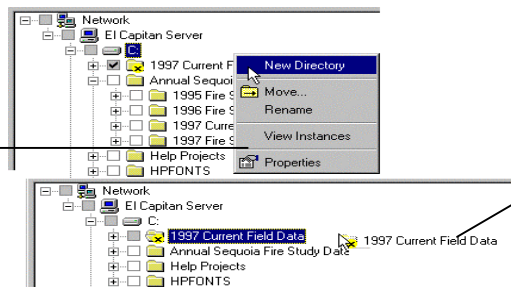 Network
El Capitan Server
C:
1997 Current F
New Directory
Annual Sequoi
1995 Fire S
Move...
1996 Fire S
Rename
1997 Curre
View Instances
1997 Fire S
Help Projects
Properties
HPFONTS
Network
El Capitan Server
C:
1997 Current Field Data
1997 Current Field Data
Annual Sequoia Fire Study Data
Help Projects
HPFONTS